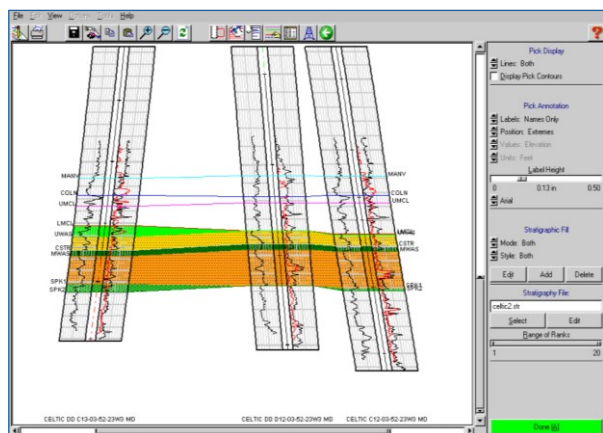 File Edit View Options Data Help
Pick Display
Lines: Both
Display Pick Contours
Pick Annotation
Labels: Names Only
Position: Extremes
Values: Elevation
Units: Feet
Label Height
0 0.13 in 0.50
Arial
Stratigraphic Fill
Mode: Both
Style: Both
Edit Add Delete
Stratigraphy File:
celtic2.str
Select Edit
Range of Ranks
1 20
Done
MANV MANV
COLN COLN
UMCL UMCL
LMCL
UWAS
CSTR CSTR
MWAS MWAS
SPK1 SPK1
SPK2 SPK2
CELTIC DD C13-03-52-23W3 MD CELTIC DD D12-03-52-23W3 MD CELTIC C12-03-52-23W3 MD